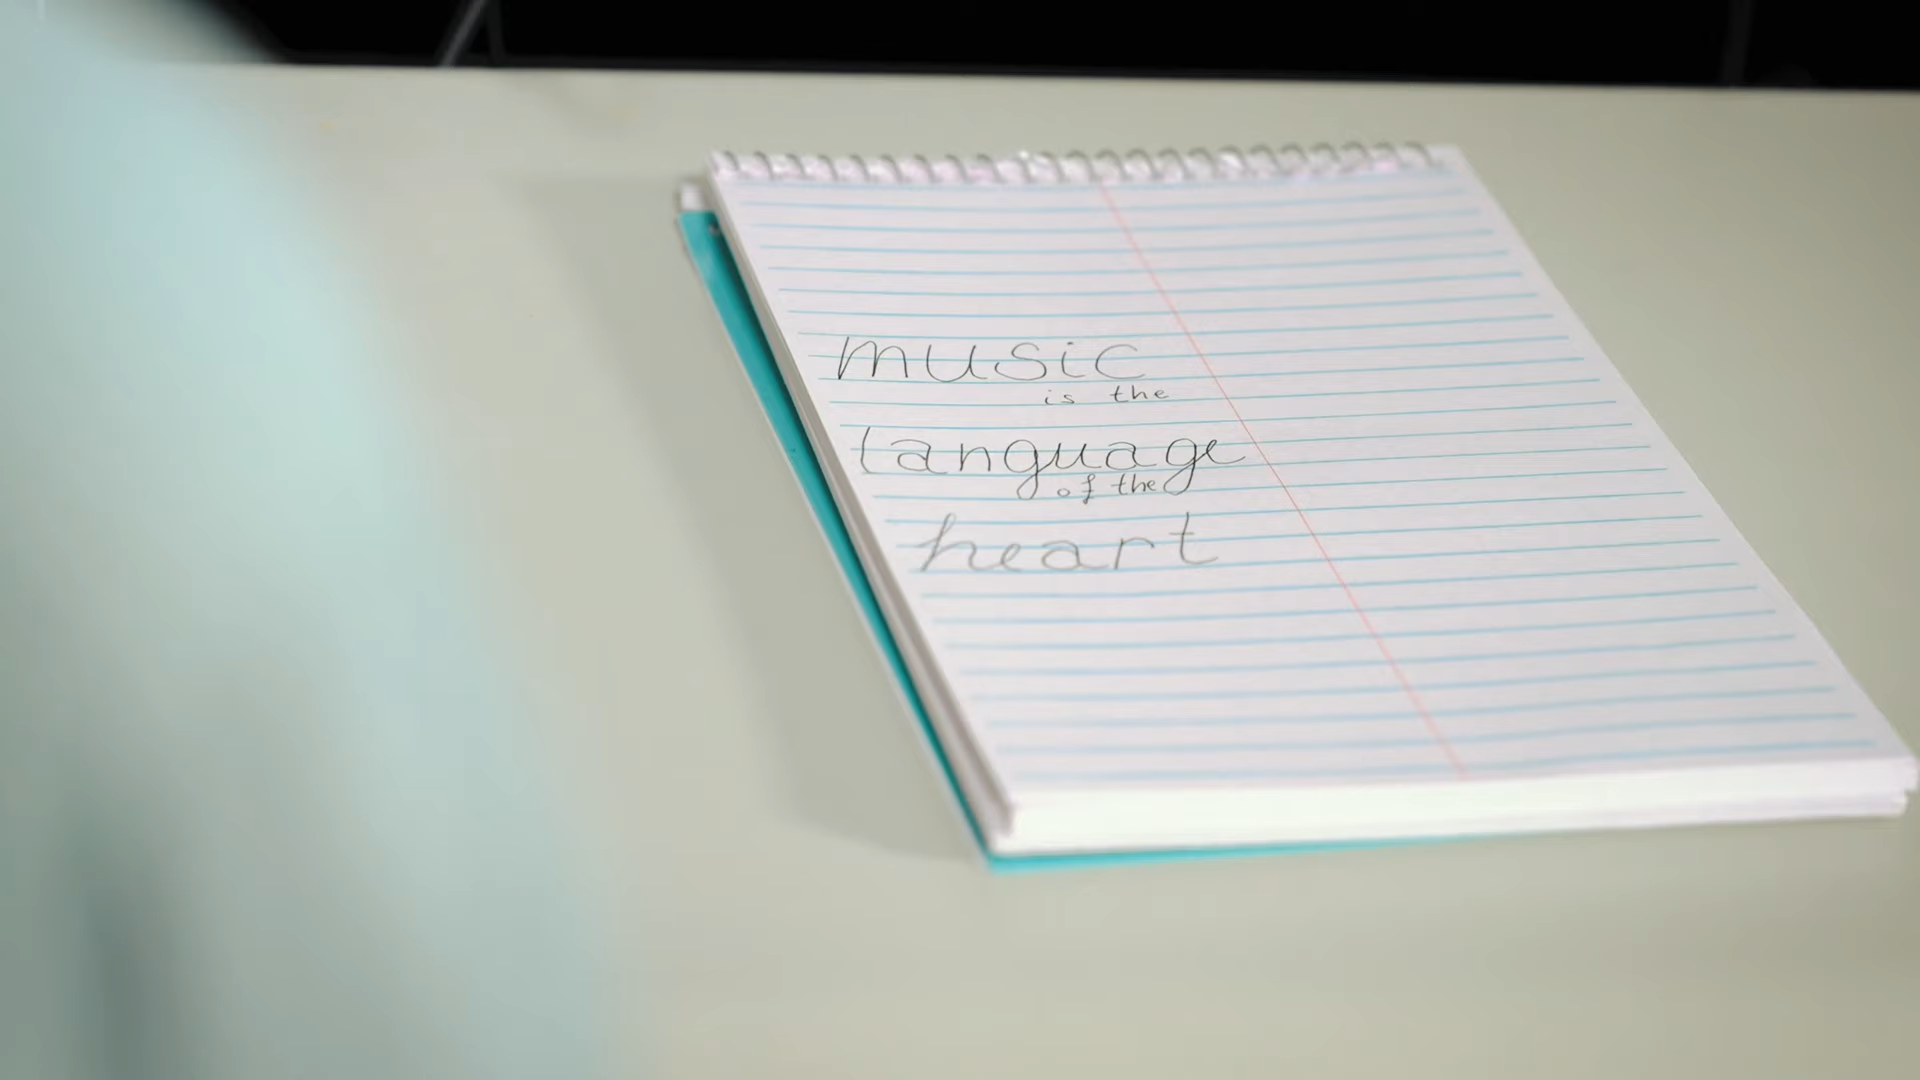 music
is the
language
of the
heart